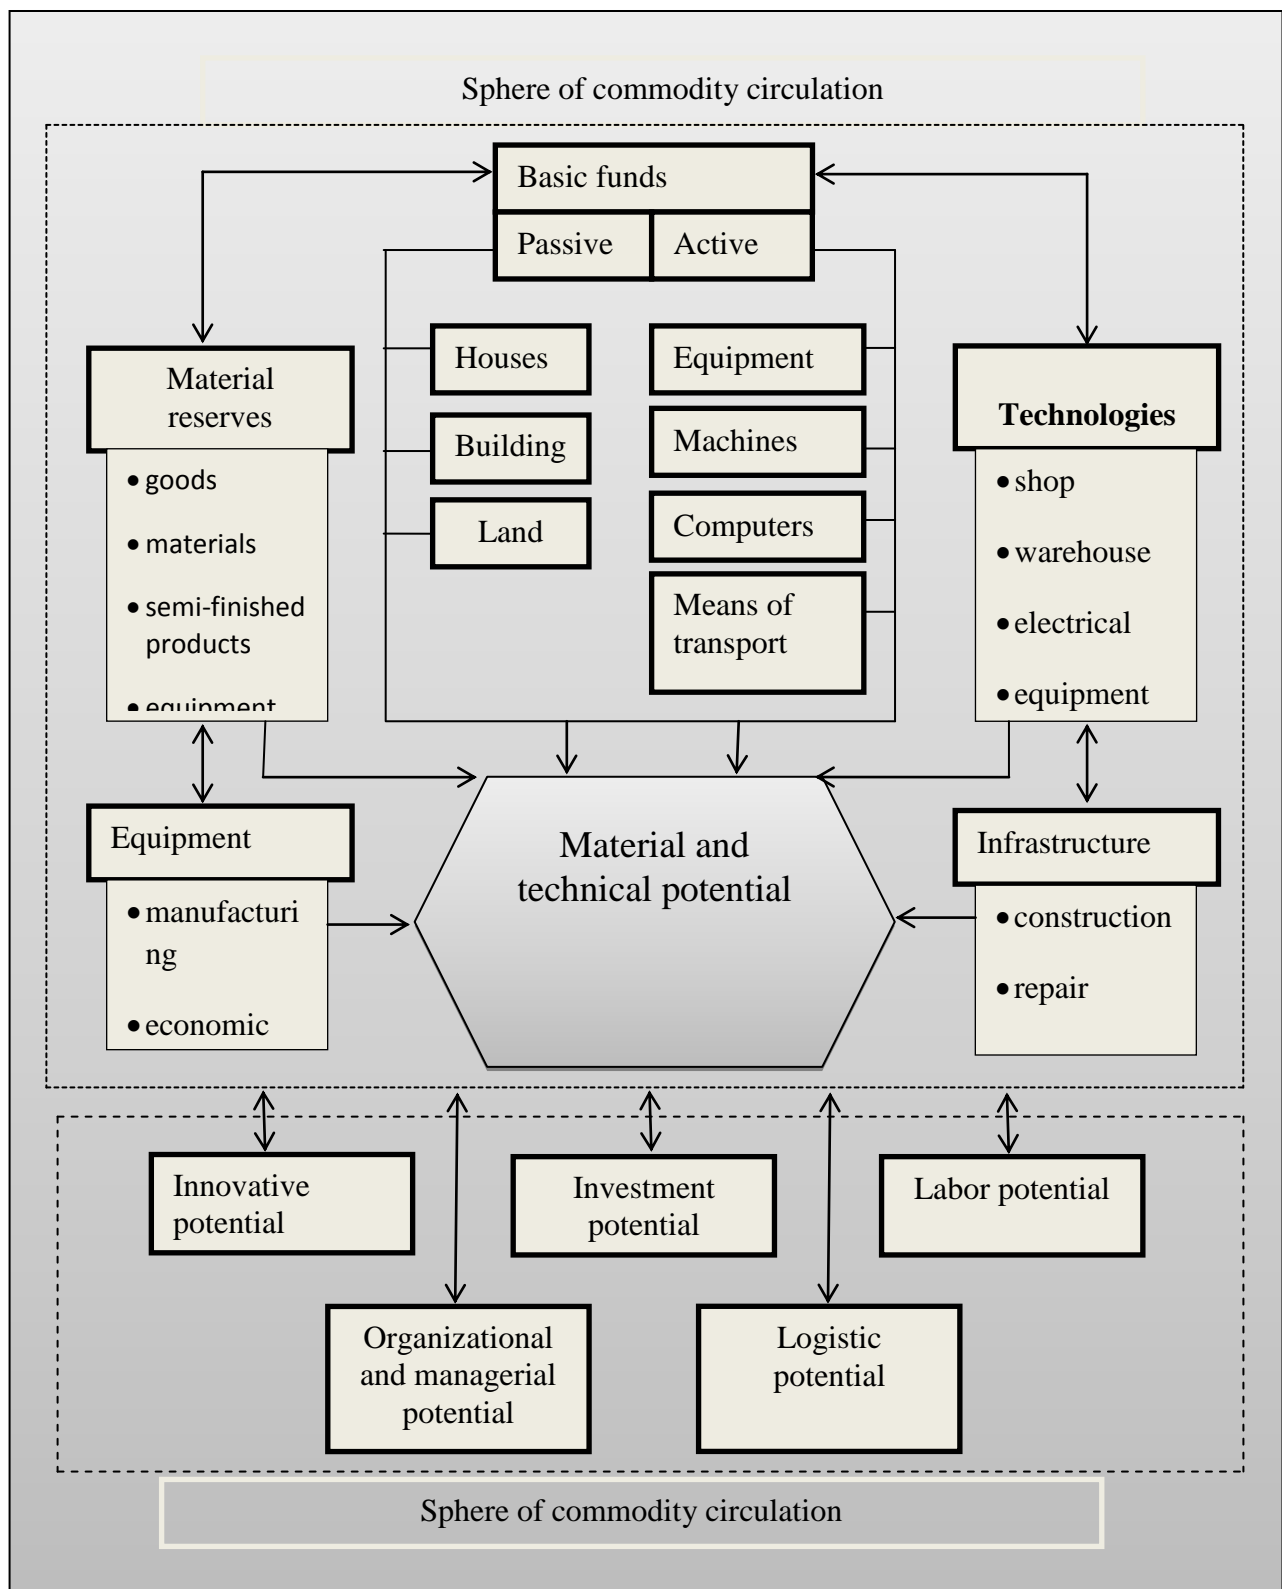 Sphere of commodity circulation
Basic funds
Passive
Active
Houses
Building
Land
Equipment
Machines
Computers
Means of
transport
Material
reserves
• goods
• materials
• semi-finished
products
• equipment
Technologies
• shop
• warehouse
• electrical
• equipment
Equipment
• manufacturi
ng
• economic
Material and
technical potential
Infrastructure
• construction
• repair
Innovative
potential
Investment
potential
Labor potential
Organizational
and managerial
potential
Logistic
potential
Sphere of commodity circulation